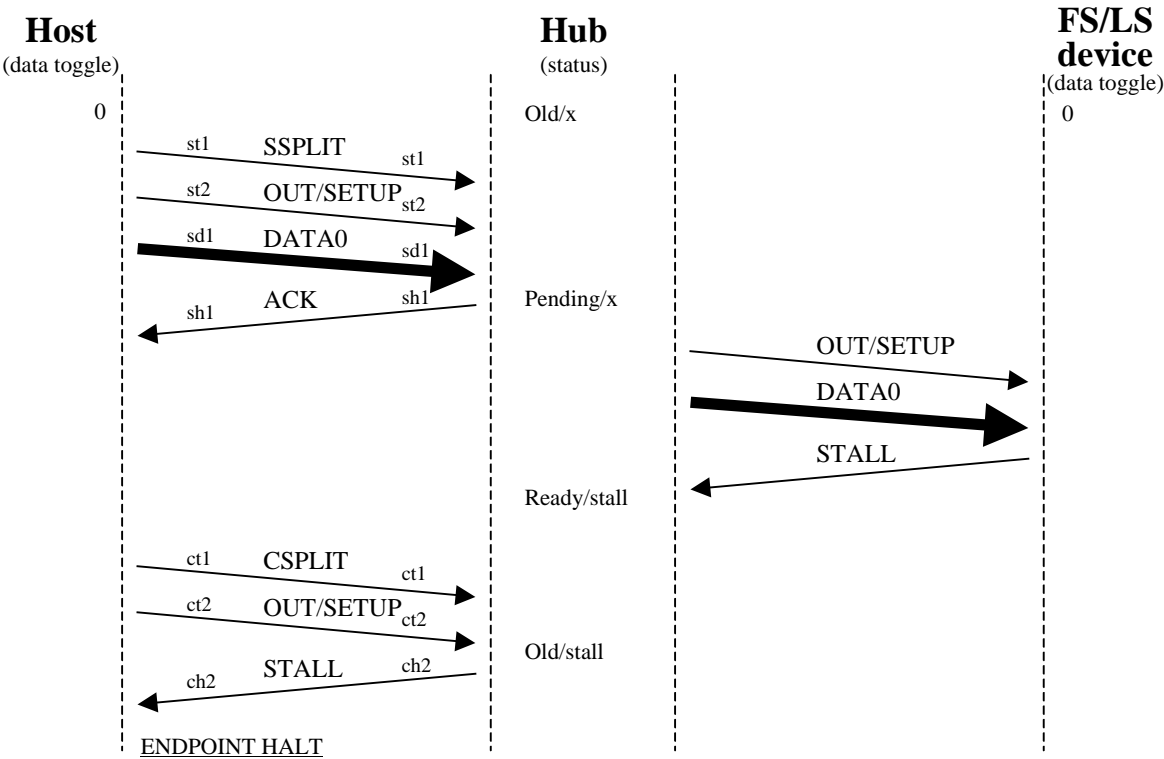 Host
(data toggle)
Hub
(status)
FS/LS
device
(data toggle)
0
Old/x
0
st1 SSPLIT st1
st2 OUT/SETUP st2
sd1 DATA0 sd1
sh1 ACK sh1
Pending/x
OUT/SETUP
DATA0
STALL
Ready/stall
ct1 CSPLIT ct1
ct2 OUT/SETUP ct2
Old/stall
ch2 STALL ch2
ENDPOINT HALT